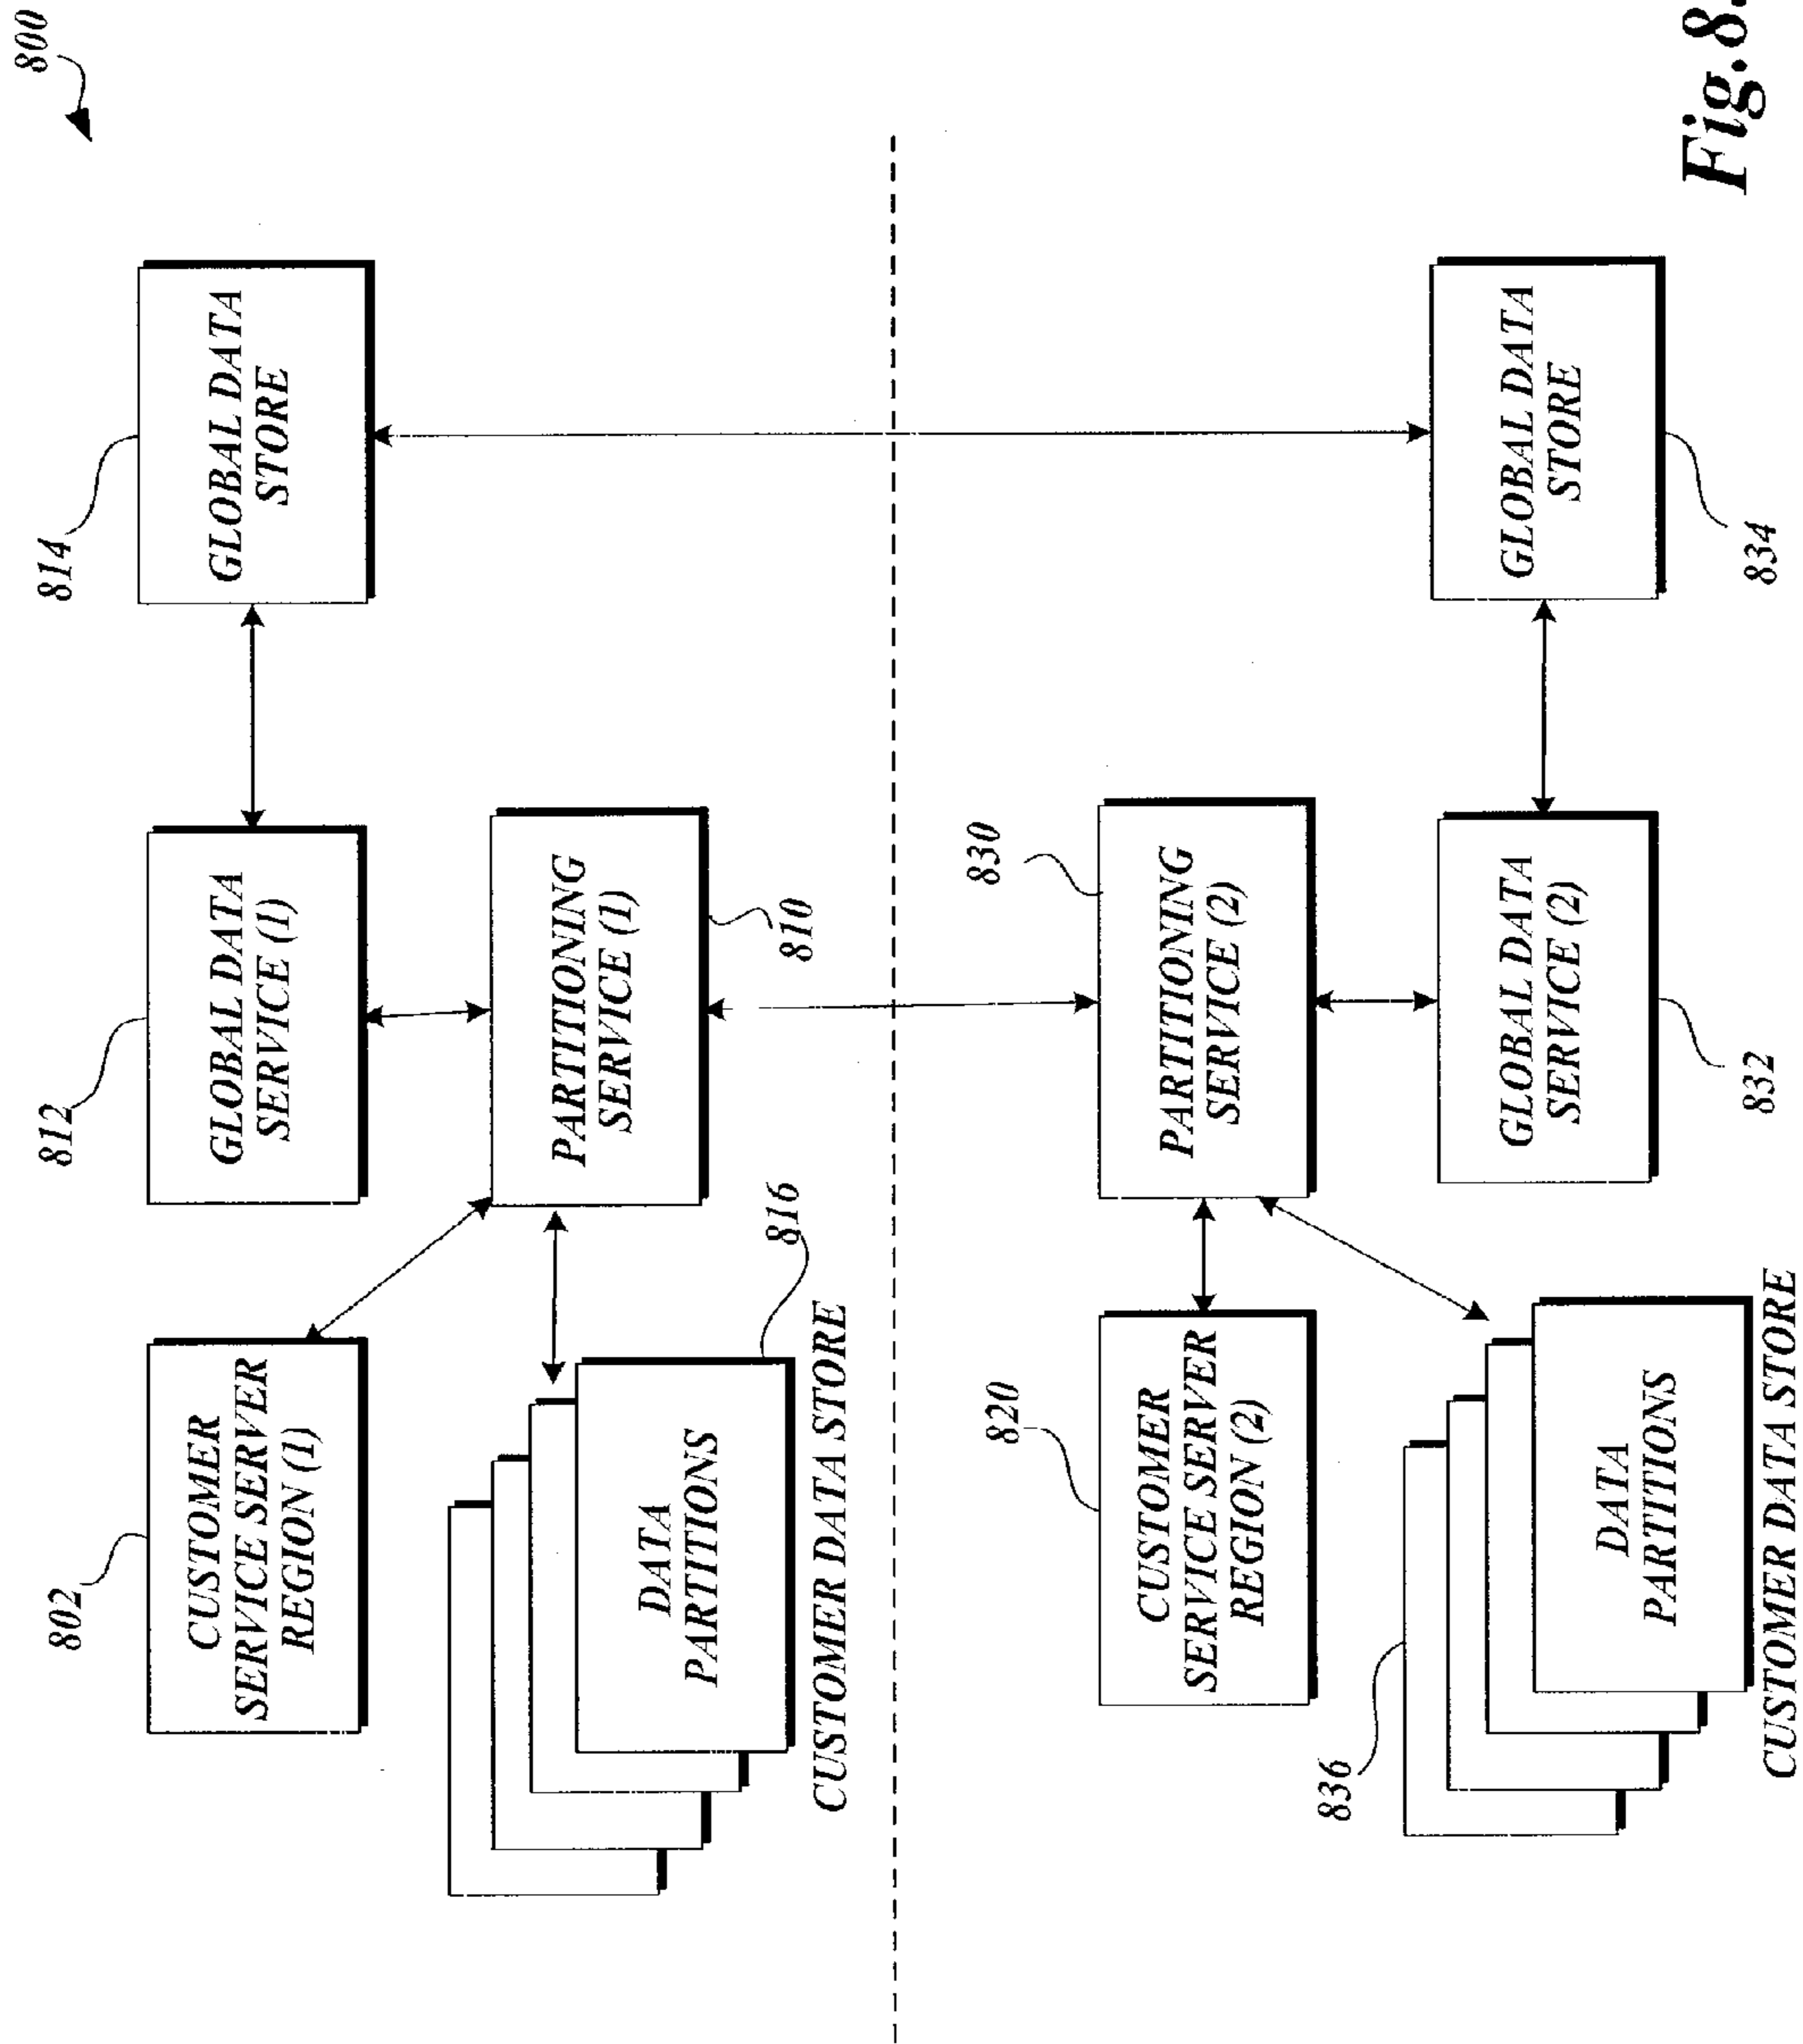 800
814
GLOBAL DATA
STORE
812
GLOBAL DATA
SERVICE (1)
PARTITIONING
SERVICE (1)
810
802
CUSTOMER
SERVICE SERVER
REGION (1)
816
DATA
PARTITIONS
CUSTOMER DATA STORE
830
PARTITIONING
SERVICE (2)
820
CUSTOMER
SERVICE SERVER
REGION (2)
GLOBAL DATA
STORE
834
GLOBAL DATA
SERVICE (2)
832
836
DATA
PARTITIONS
CUSTOMER DATA STORE
Fig.8.